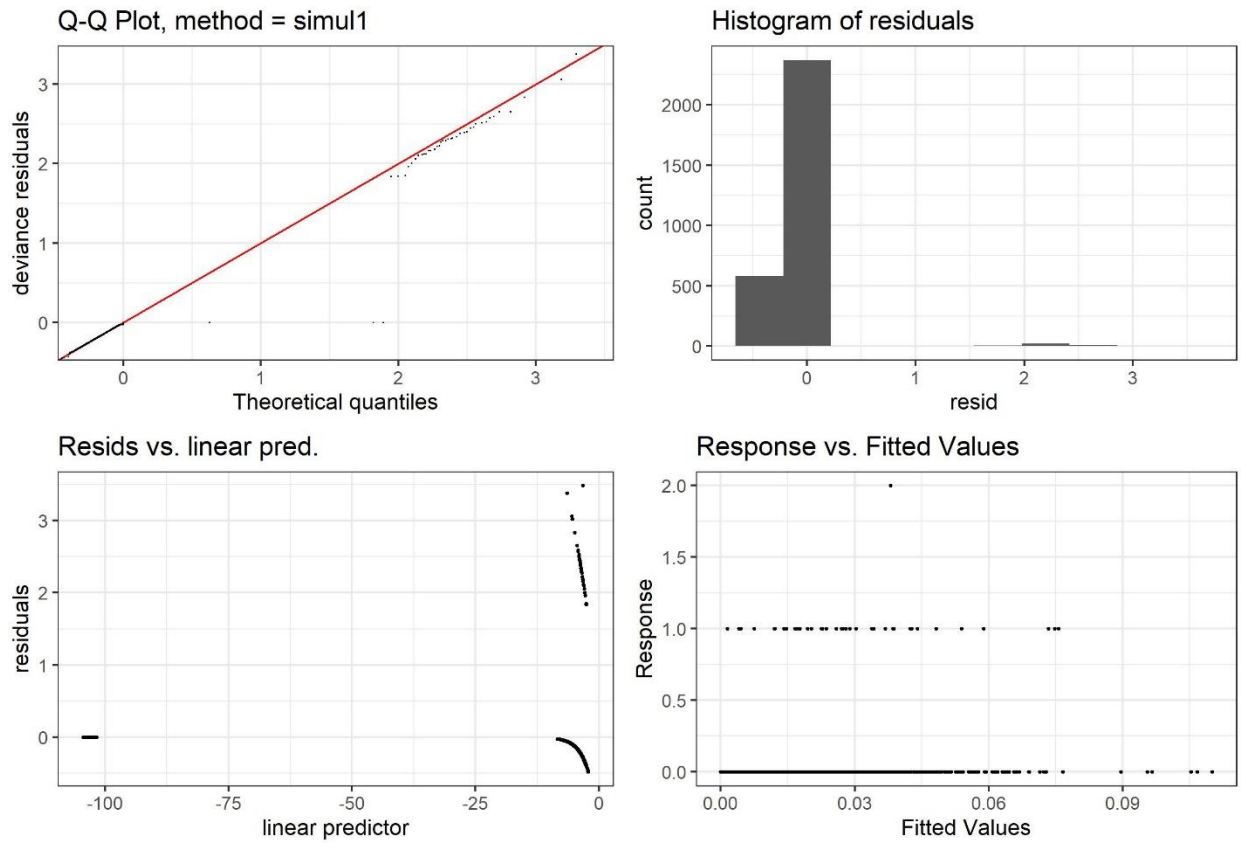 Q-Q Plot, method = simul1
3
2
1
0
deviance residuals
0
1
2
3
Theoretical quantiles
Histogram of residuals
2000
1500
1000
500
0
count
0
1
2
3
resid
Resids vs. linear pred.
3
2
1
0
residuals
-100
-75
-50
-25
0
linear predictor
Response vs. Fitted Values
2.0
1.5
1.0
0.5
0.0
Response
0.00
0.03
0.06
0.09
Fitted Values